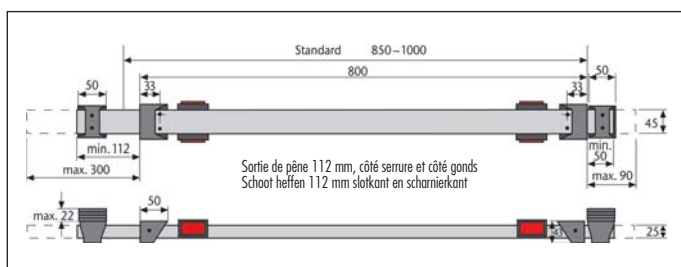 Standard 850–1000
800
50
33
33
50
45
min. 112
min. 50
max. 300
max. 90
Sortie de pêne 112 mm, côté serrure et côté gonds
Schoot heffen 112 mm slotkant en scharnierkant
50
max. 22
45
25